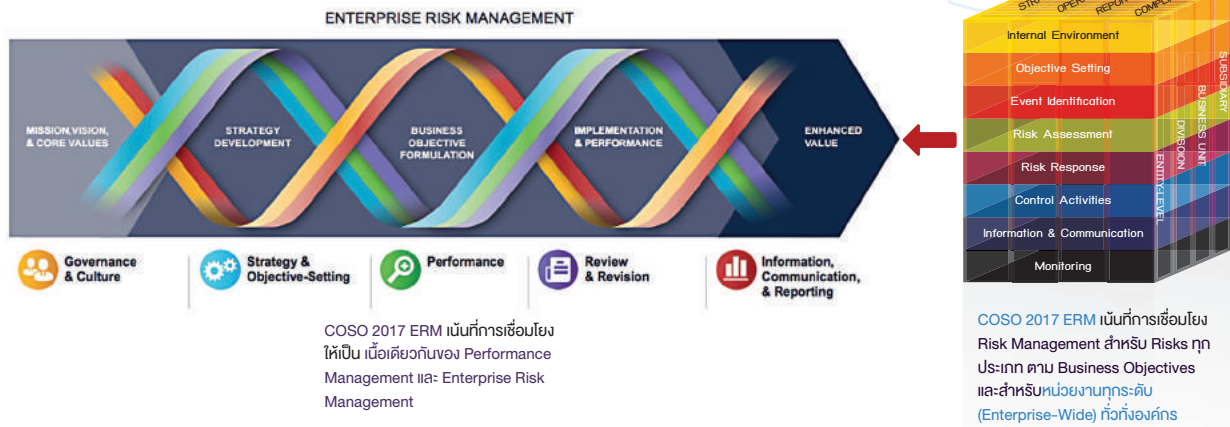 ENTERPRISE RISK MANAGEMENT
MISSION, VISION,
& CORE VALUES
STRATEGY
DEVELOPMENT
BUSINESS
OBJECTIVE
FORMULATION
IMPLEMENTATION
& PERFORMANCE
ENHANCED
VALUE
Governance
& Culture
Strategy &
Objective-Setting
Performance
Review
& Revision
Information,
Communication,
& Reporting
COSO 2017 ERM เน้นที่การเชื่อมโยง
ให้เป็น เนื้อเดียวกันของ Performance
Management และ Enterprise Risk
Management
Internal Environment
Objective Setting
Event Identification
Risk Assessment
Risk Response
Control Activities
Information & Communication
Monitoring
ENTITY-LEVEL
DIVISION
BUSINESS UNIT
SUBSIDIARY
COSO 2017 ERM เน้นที่การเชื่อมโยง
Risk Management สำหรับ Risks ทุก
ประเภท ตาม Business Objectives
และสำหรับหน่วยงานทุกระดับ
(Enterprise-Wide) ทั่วทั้งองค์กร